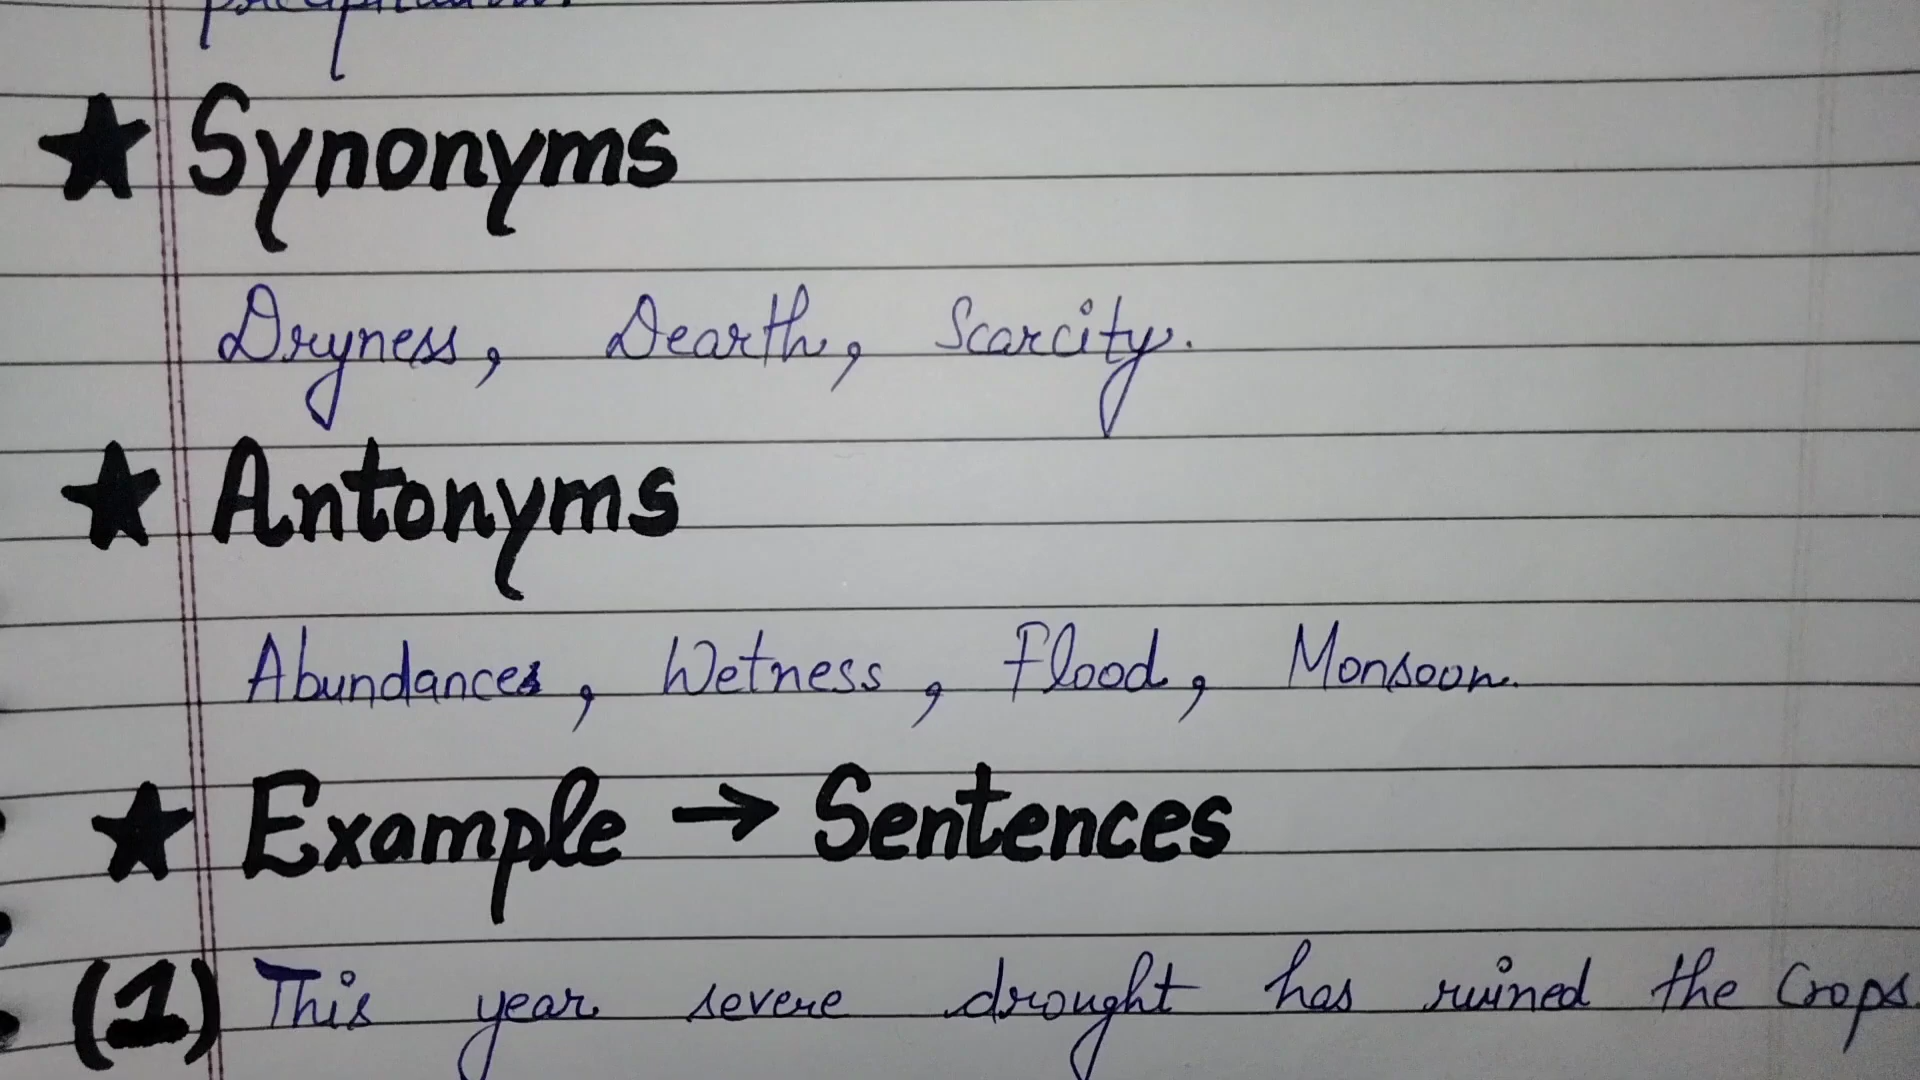 ★ Synonyms
Dryness, Dearth, Scarcity.
★ Antonyms
Abundances, Wetness, Flood, Monsoon.
★ Example → Sentences
(1) This year severe drought has ruined the Crops.